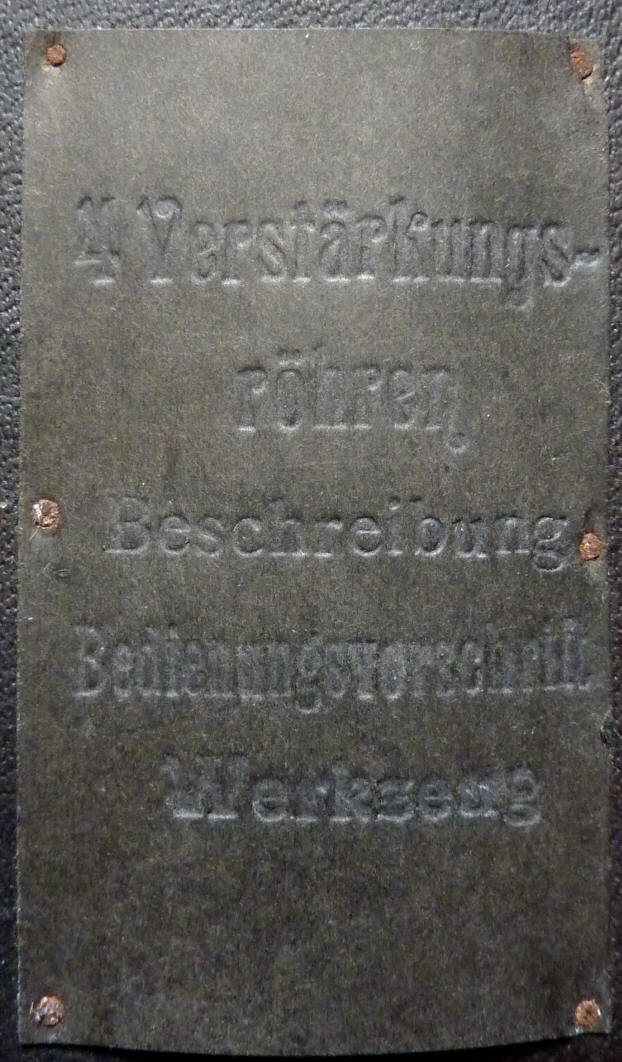 4 Verstärkungs-
röhren
Beschreibung
Bedienungsvorschrift
Werkzeug